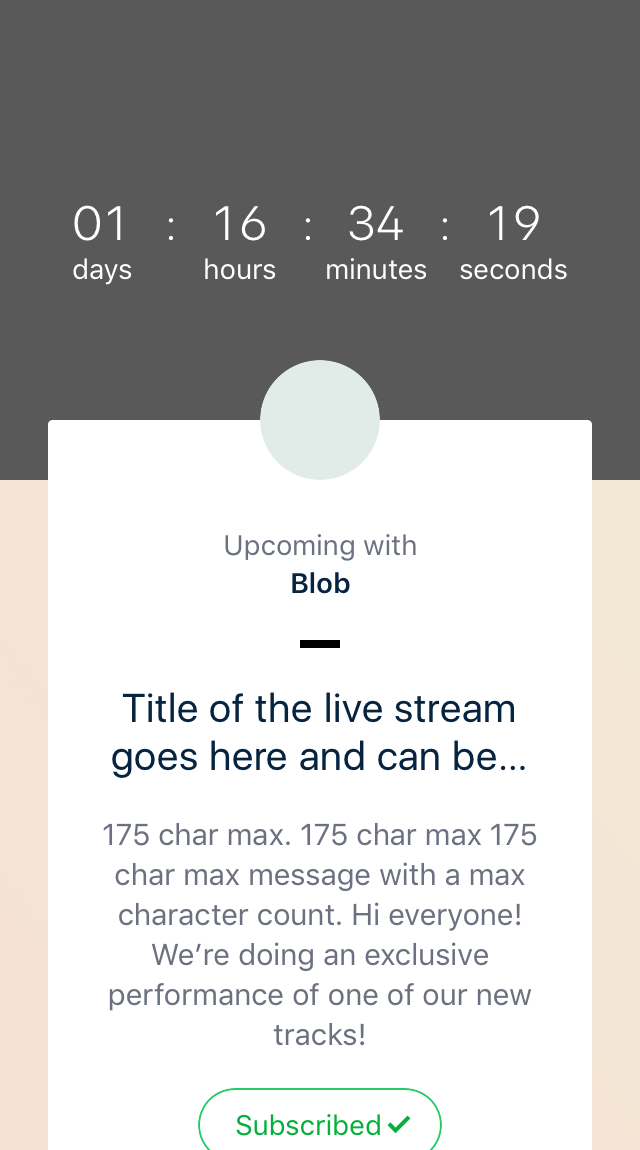 01 : 16 : 34 : 19
days hours minutes seconds
Upcoming with
Blob
Title of the live stream
goes here and can be...
175 char max. 175 char max 175
char max message with a max
character count. Hi everyone!
We’re doing an exclusive
performance of one of our new
tracks!
Subscribed ✔